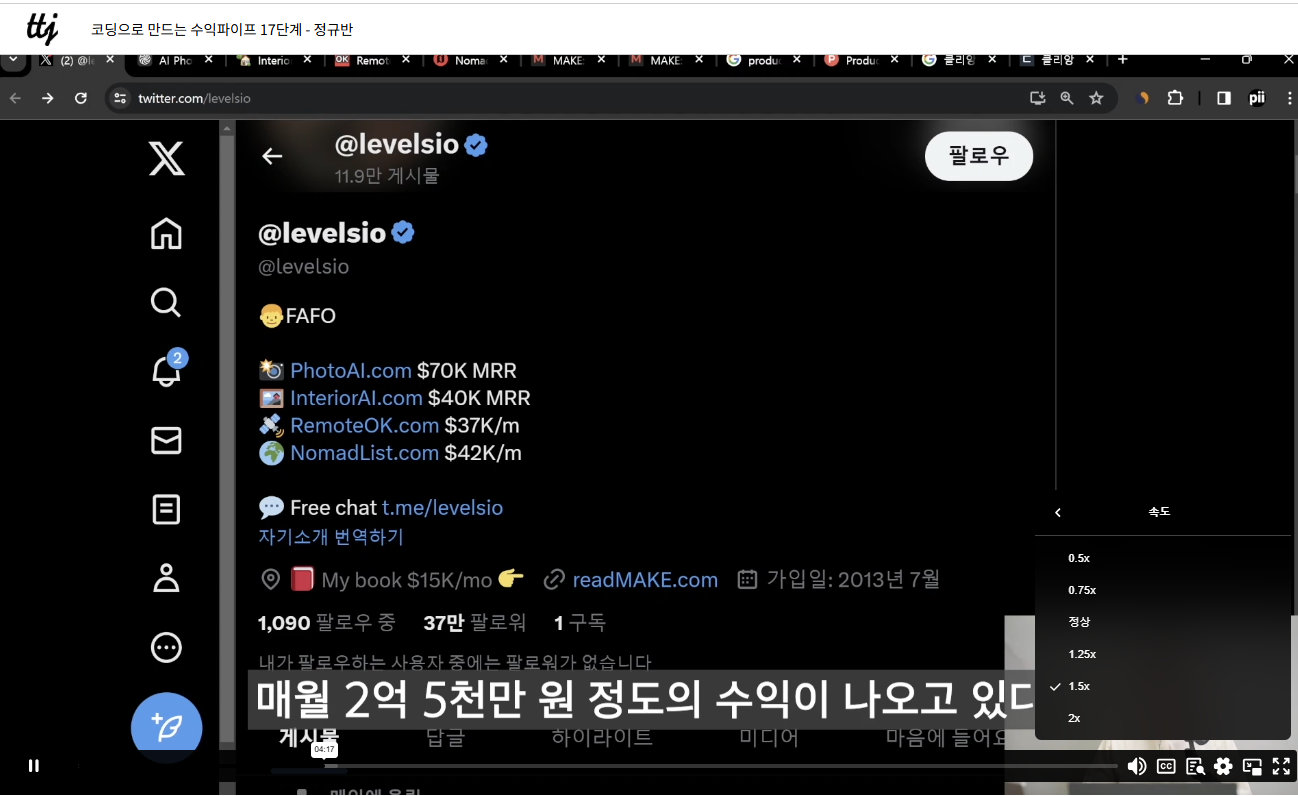 ttj
코딩으로 만드는 수익파이프 17단계 - 정규반
(2) @le
AI Pho
Interio
Remot
Noma
MAKE:
MAKE:
produc
Produc
클리앙
클리앙
twitter.com/levelsio
pii
@levelsio
11.9만 게시물
팔로우
@levelsio
@levelsio
FAFO
2
PhotoAI.com $70K MRR
InteriorAI.com $40K MRR
RemoteOK.com $37K/m
NomadList.com $42K/m
Free chat t.me/levelsio
자기소개 번역하기
My book $15K/mo readMAKE.com 가입일: 2013년 7월
1,090 팔로우 중 37만 팔로워 1 구독
내가 팔로우하는 사용자 중에는 팔로워가 없습니다
매월 2억 5천만 원 정도의 수익이 나오고 있다
게시물 답글 하이라이트 미디어 마음에 들어요
04:17
속도
0.5x
0.75x
정상
1.25x
1.5x
2x
CC